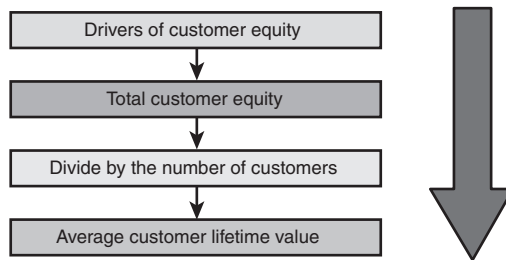 Drivers of customer equity
Total customer equity
Divide by the number of customers
Average customer lifetime value